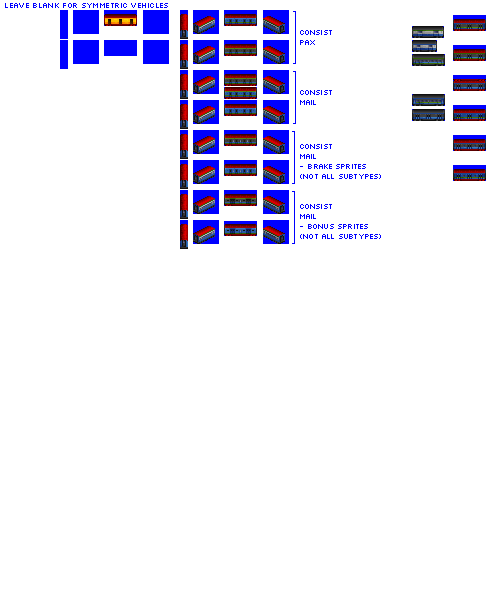 LEAVE BLANK FOR SYMMETRIC VEHICLES
CONSIST
PAX
CONSIST
MAIL
CONSIST
MAIL
- BRAKE SPRITES
(NOT ALL SUBTYPES)
CONSIST
MAIL
- BONUS SPRITES
(NOT ALL SUBTYPES)